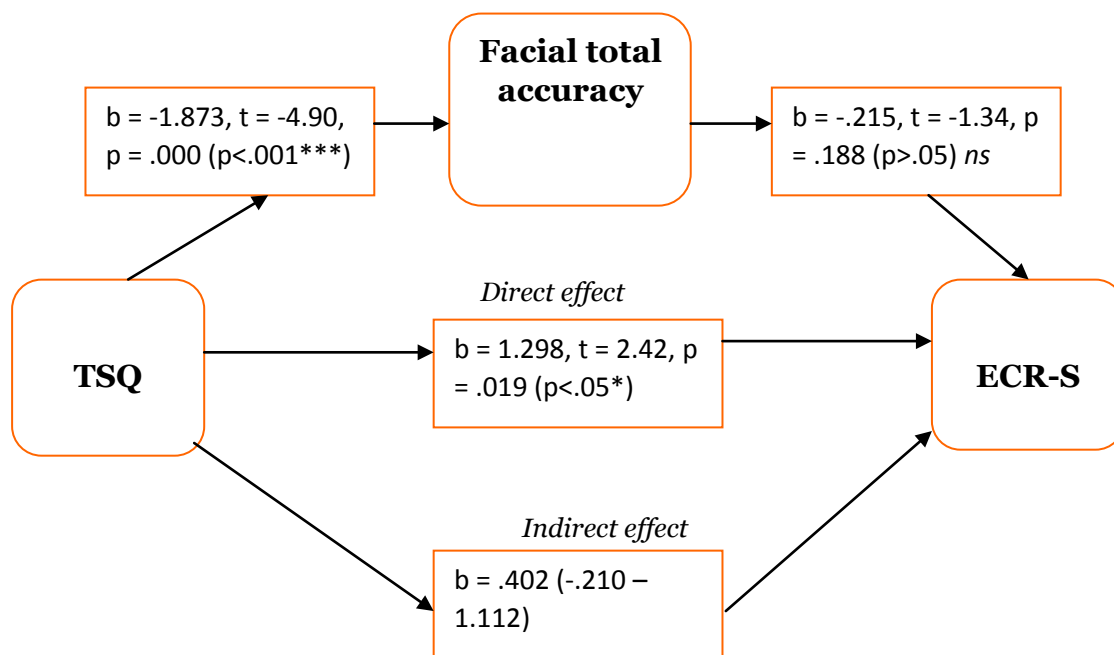 Facial total
accuracy
b = -1.873, t = -4.90,
p = .000 (p<.001***)
b = -.215, t = -1.34, p
= .188 (p>.05) ns
Direct effect
TSQ
b = 1.298, t = 2.42, p
= .019 (p<.05*)
ECR-S
Indirect effect
b = .402 (-.210 –
1.112)